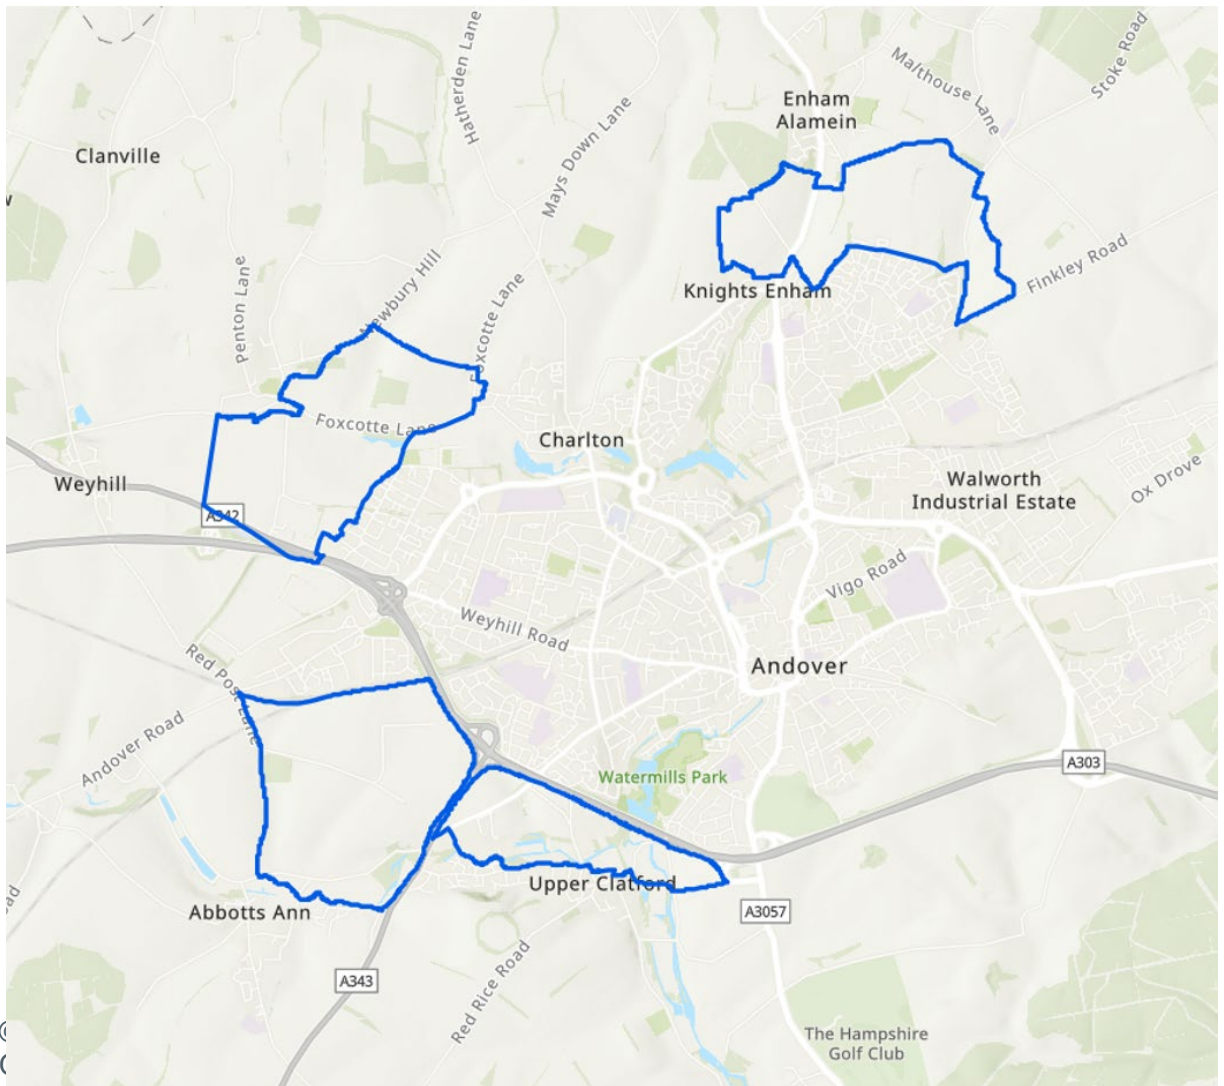 Hatherden Lane
Malthouse Lane
Stoke Road
Enham
Alamein
Mays Down Lane
Clanville
w
Penton Lane
Newbury Hill
Foxcotte Lane
Knights Enham
Finkley Road
Foxcotte Lane
Charlton
Weyhill
A342
Walworth
Industrial Estate
Ox Drove
Vigo Road
Weyhill Road
Red Post Lane
Andover
Andover Road
Watermills Park
A303
Upper Clatford
Abbotts Ann
A3057
A343
Red Rice Road
ad
The Hampshire
Golf Club